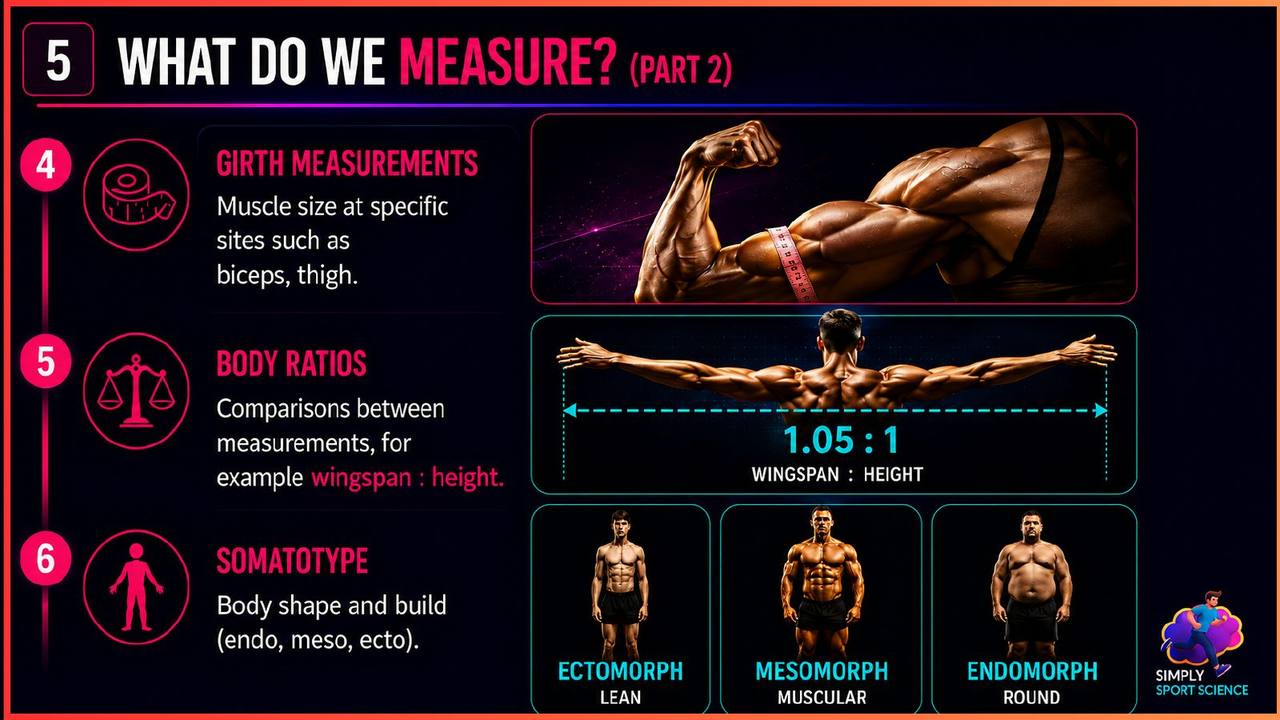 5
WHAT DO WE MEASURE? (PART 2)
4
GIRTH MEASUREMENTS
Muscle size at specific
sites such as
biceps, thigh.
5
BODY RATIOS
Comparisons between
measurements, for
example wingspan : height.
1.05 : 1
WINGSPAN : HEIGHT
6
SOMATOTYPE
Body shape and build
(endo, meso, ecto).
ECTOMORPH
LEAN
MESOMORPH
MUSCULAR
ENDOMORPH
ROUND
SIMPLY
SPORT SCIENCE